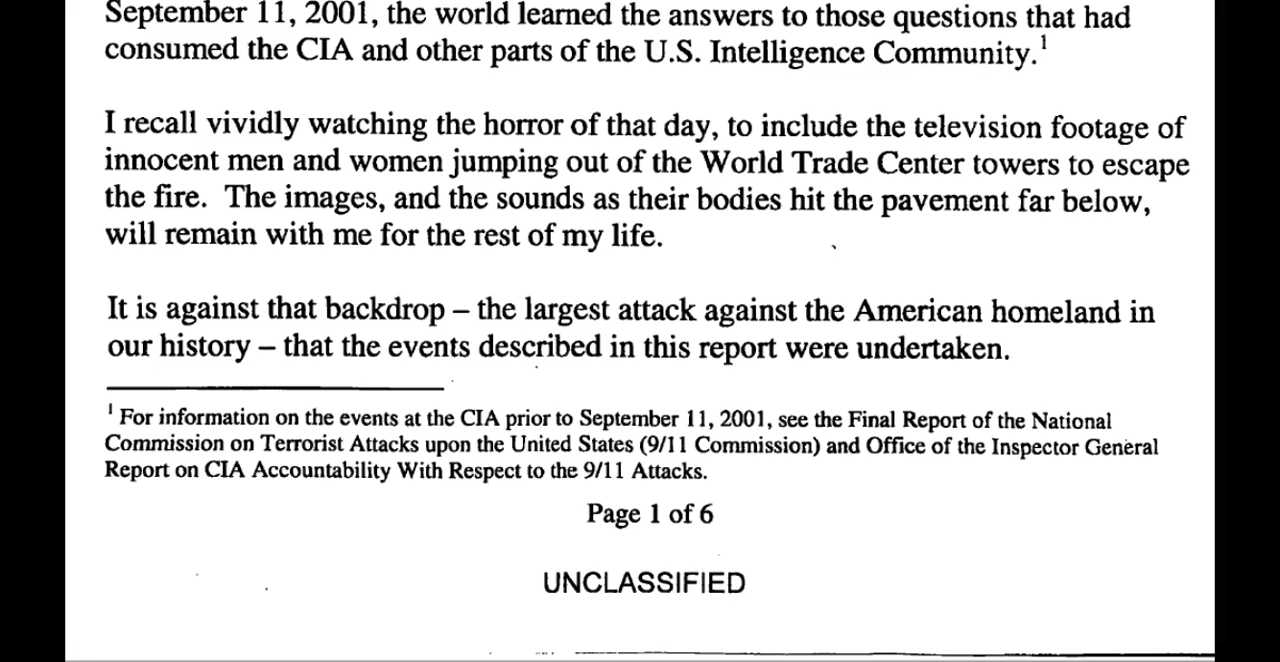 September 11, 2001, the world learned the answers to those questions that had
consumed the CIA and other parts of the U.S. Intelligence Community.1
I recall vividly watching the horror of that day, to include the television footage of
innocent men and women jumping out of the World Trade Center towers to escape
the fire. The images, and the sounds as their bodies hit the pavement far below,
will remain with me for the rest of my life.
It is against that backdrop – the largest attack against the American homeland in
our history – that the events described in this report were undertaken.
1 For information on the events at the CIA prior to September 11, 2001, see the Final Report of the National
Commission on Terrorist Attacks upon the United States (9/11 Commission) and Office of the Inspector General
Report on CIA Accountability With Respect to the 9/11 Attacks.
Page 1 of 6
UNCLASSIFIED